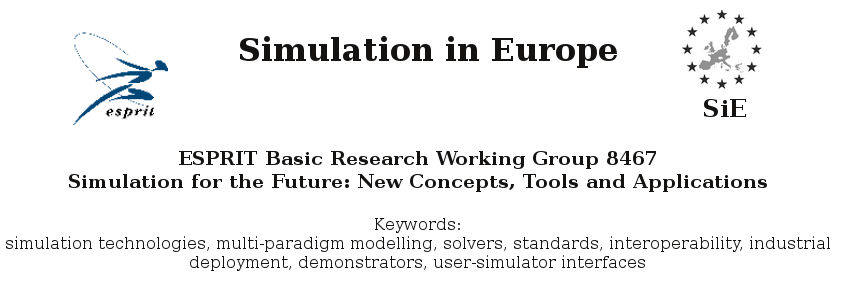 Simulation in Europe
esprit
SiE
ESPRIT Basic Research Working Group 8467
Simulation for the Future: New Concepts, Tools and Applications
Keywords:
simulation technologies, multi-paradigm modelling, solvers, standards, interoperability, industrial
deployment, demonstrators, user-simulator interfaces